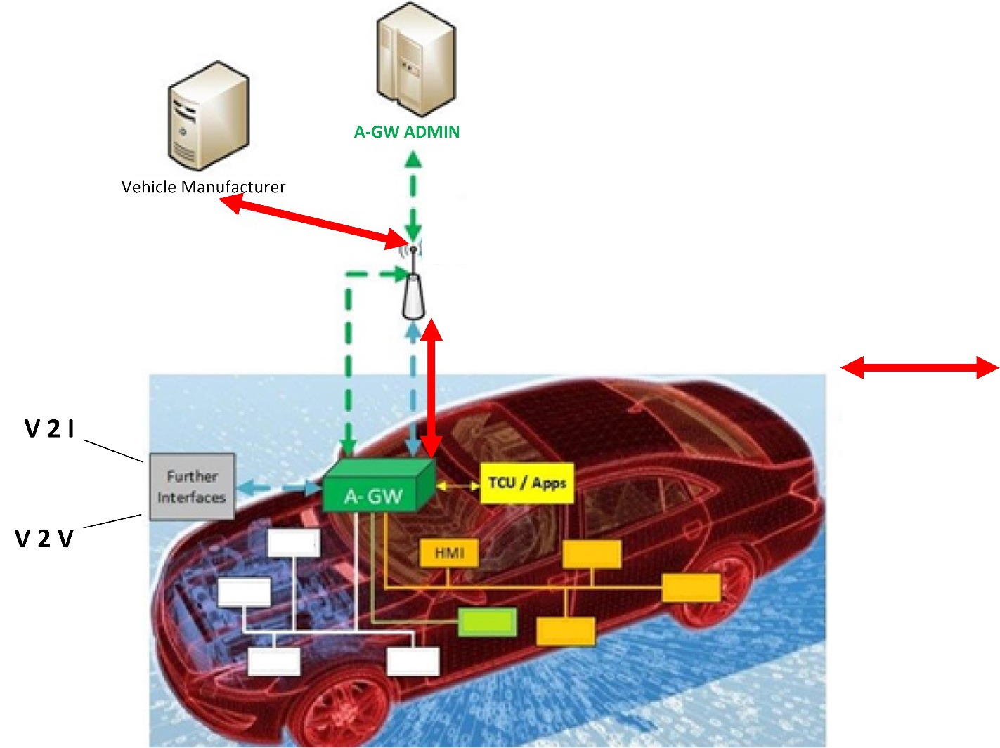 A-GW ADMIN
Vehicle Manufacturer
V 2 I
Further
Interfaces
V 2 V
A- GW
TCU / Apps
HMI